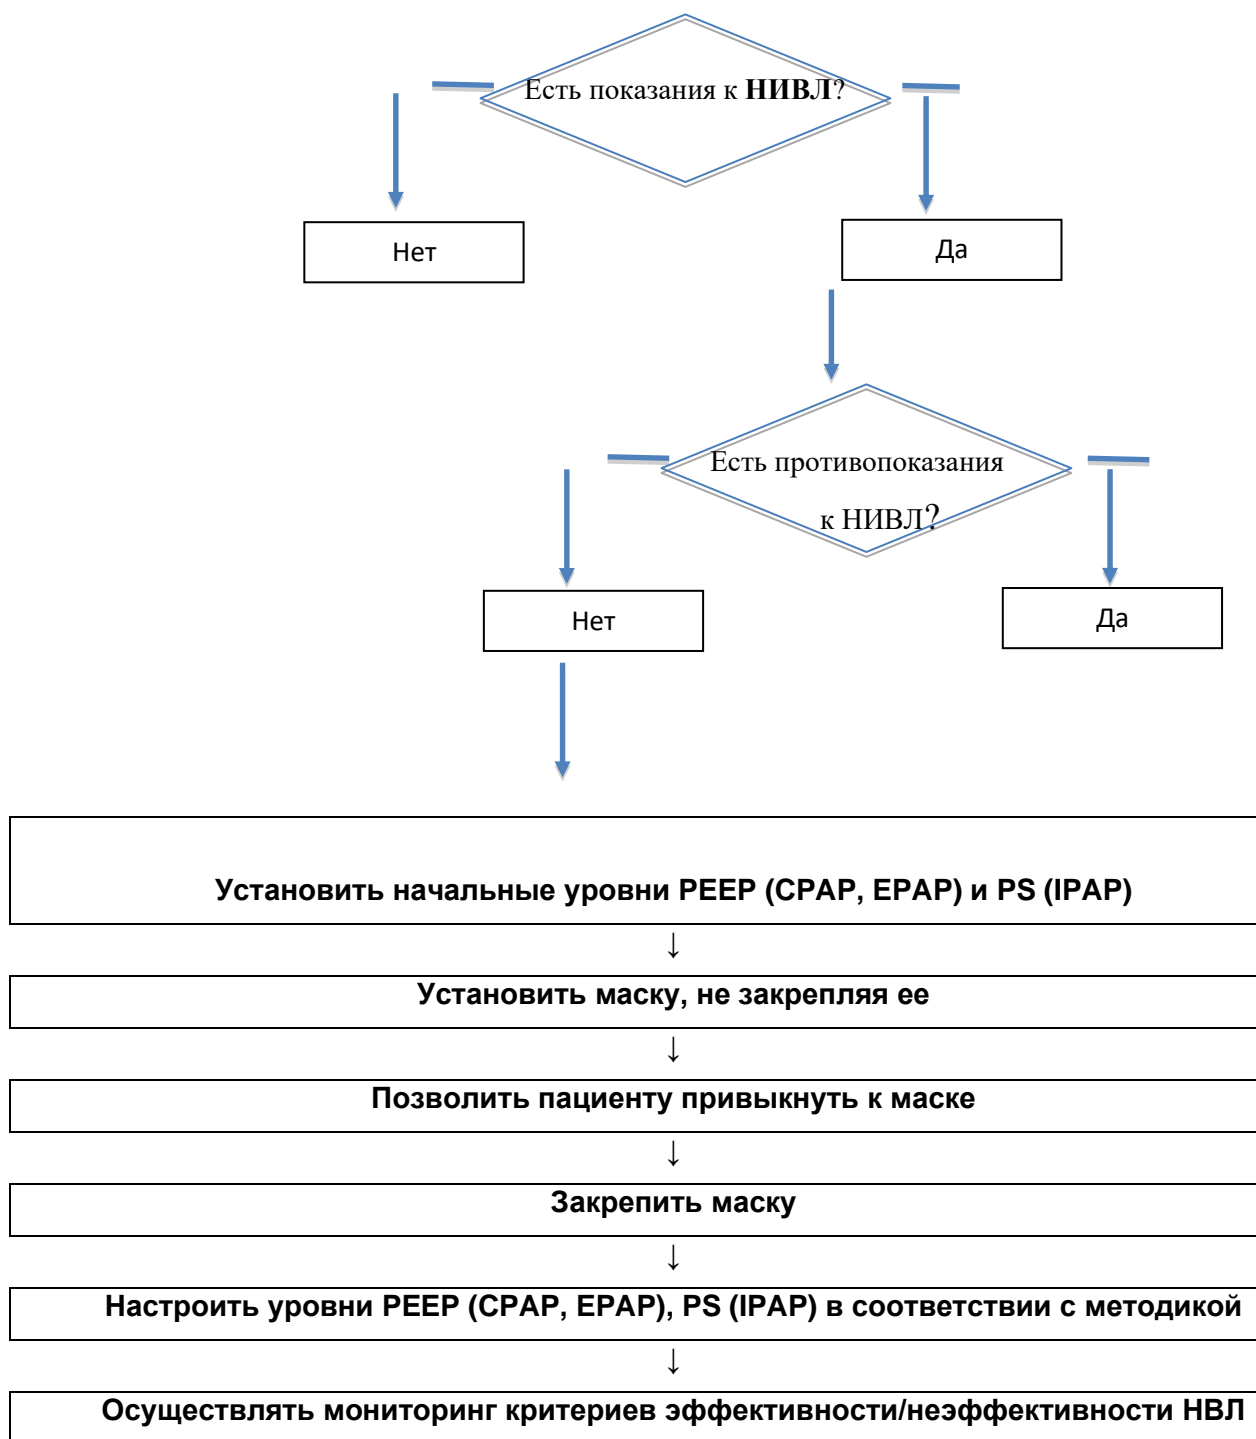 Есть показания к НИВЛ?
Нет
Да
Есть противопоказания
к НИВЛ?
Нет
Да
Установить начальные уровни PEEP (CPAP, EPAP) и PS (IPAP)
↓
Установить маску, не закрепляя ее
↓
Позволить пациенту привыкнуть к маске
↓
Закрепить маску
↓
Настроить уровни PEEP (CPAP, EPAP), PS (IPAP) в соответствии с методикой
↓
Осуществлять мониторинг критериев эффективности/неэффективности НВЛ